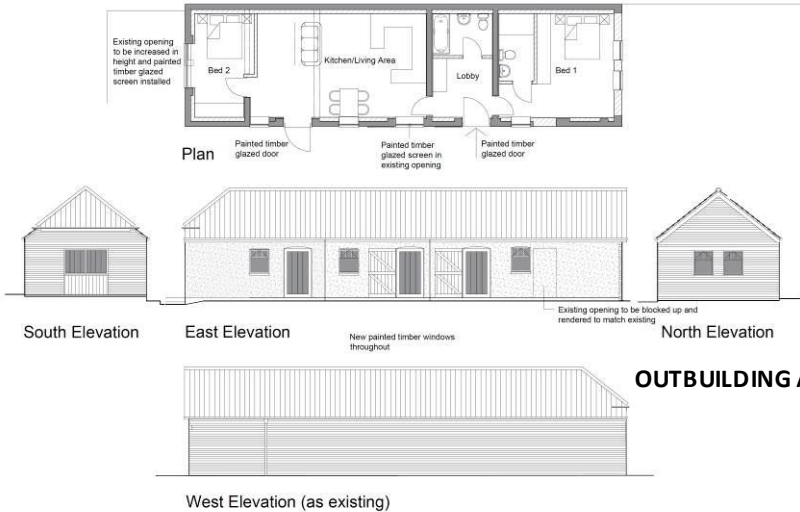 Existing opening
to be increased in
height and painted
timber glazed
screen installed
Bed 2
Kitchen/Living Area
Lobby
Bed 1
Plan
Painted timber
glazed door
Painted timber
glazed screen in
existing opening
Painted timber
glazed door
South Elevation
East Elevation
Existing opening to be blocked up and
rendered to match existing
North Elevation
New painted timber windows
throughout
OUTBUILDING A
West Elevation (as existing)